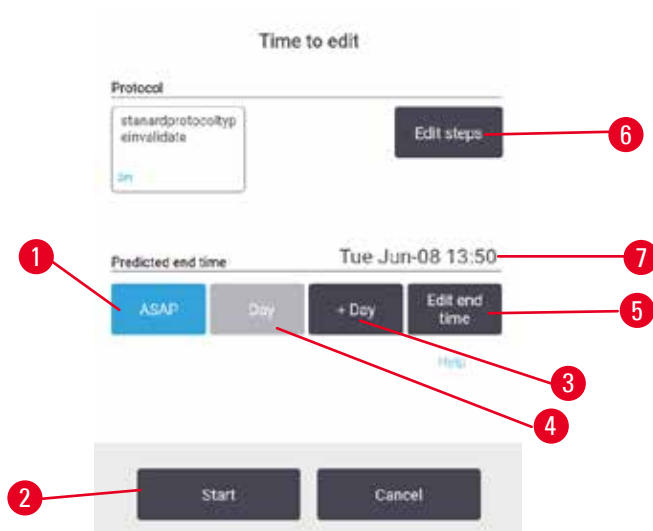 Time to edit
Protocol
stanardprotocoltyp
einvalidate
Edit steps
6
2m
1
Predicted end time
Tue Jun-08 13:50
7
ASAP
Day
+ Day
Edit end
time
5
Help
3
4
2
Start
Cancel